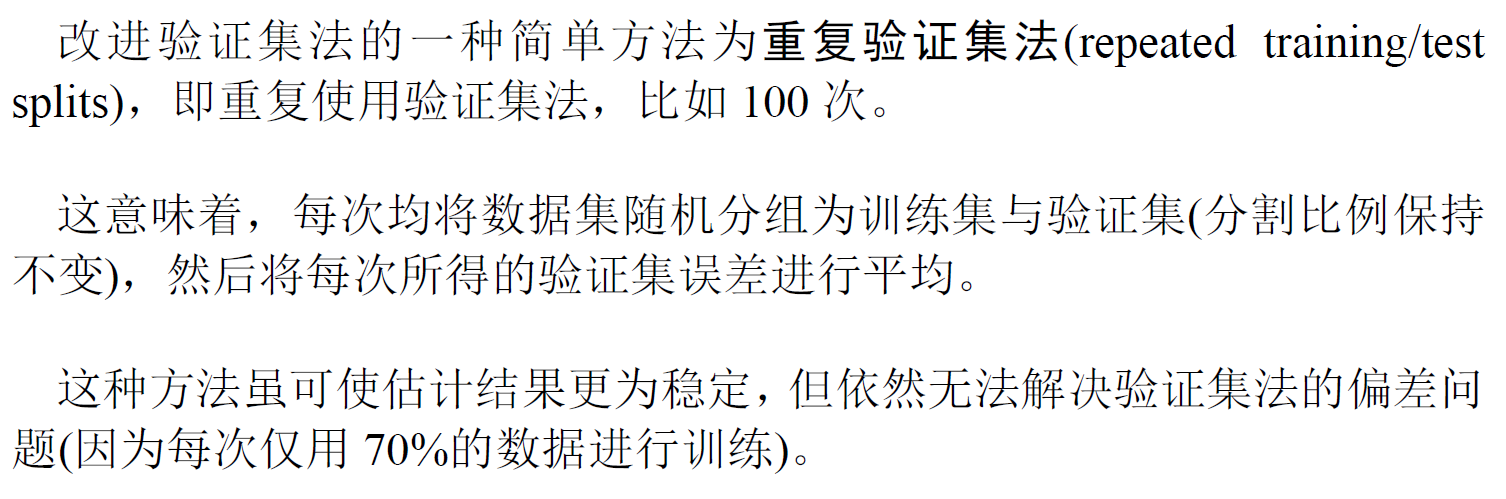 改进验证集法的一种简单方法为重复验证集法(repeated training/test
splits)，即重复使用验证集法，比如 100 次。
这意味着，每次均将数据集随机分组为训练集与验证集(分割比例保持
不变)，然后将每次所得的验证集误差进行平均。
这种方法虽可使估计结果更为稳定，但依然无法解决验证集法的偏差问
题(因为每次仅用 70%的数据进行训练)。